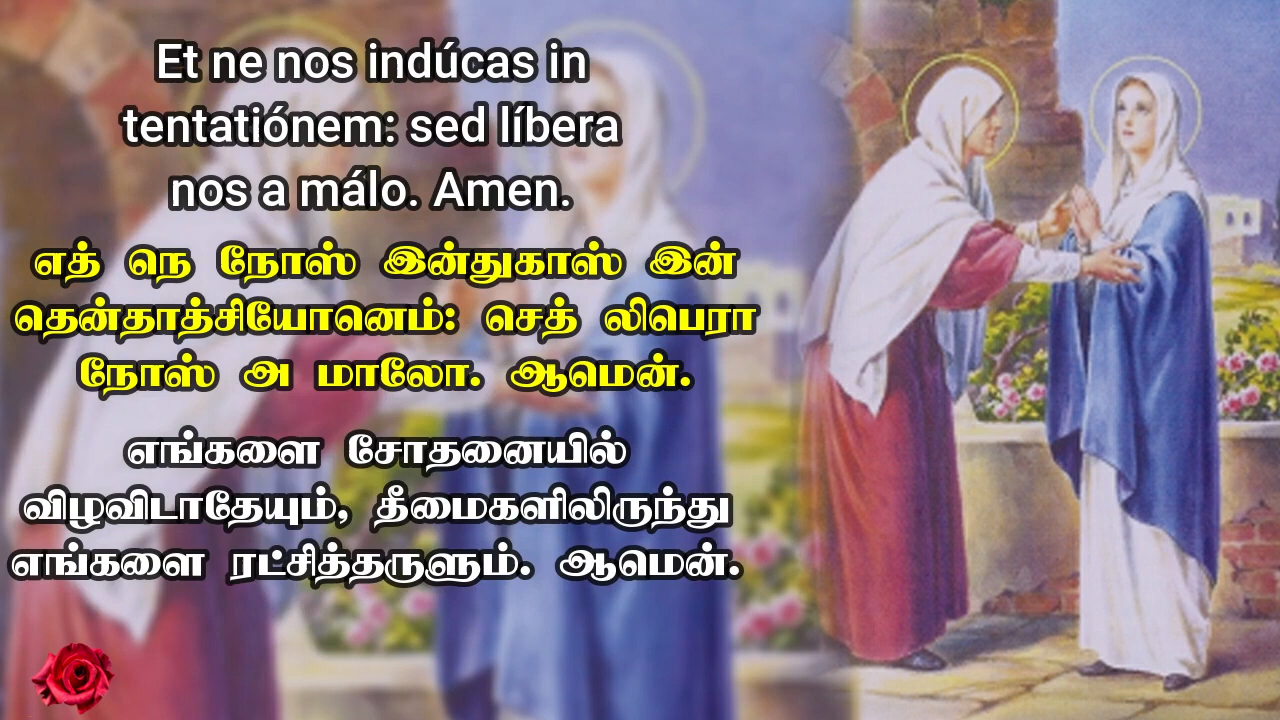 Et ne nos indúcas in
tentatiónem: sed líbera
nos a málo. Amen.
எத் நெ நோஸ் இன்துகாஸ் இன்
தென்தாத்சியோனெம்: செத் லிபெரா
நோஸ் அ மாலோ. ஆமென்.
எங்களை சோதனையில்
விழவிடாதேயும், தீமைகளிலிருந்து
எங்களை ரட்சித்தருளும். ஆமென்.